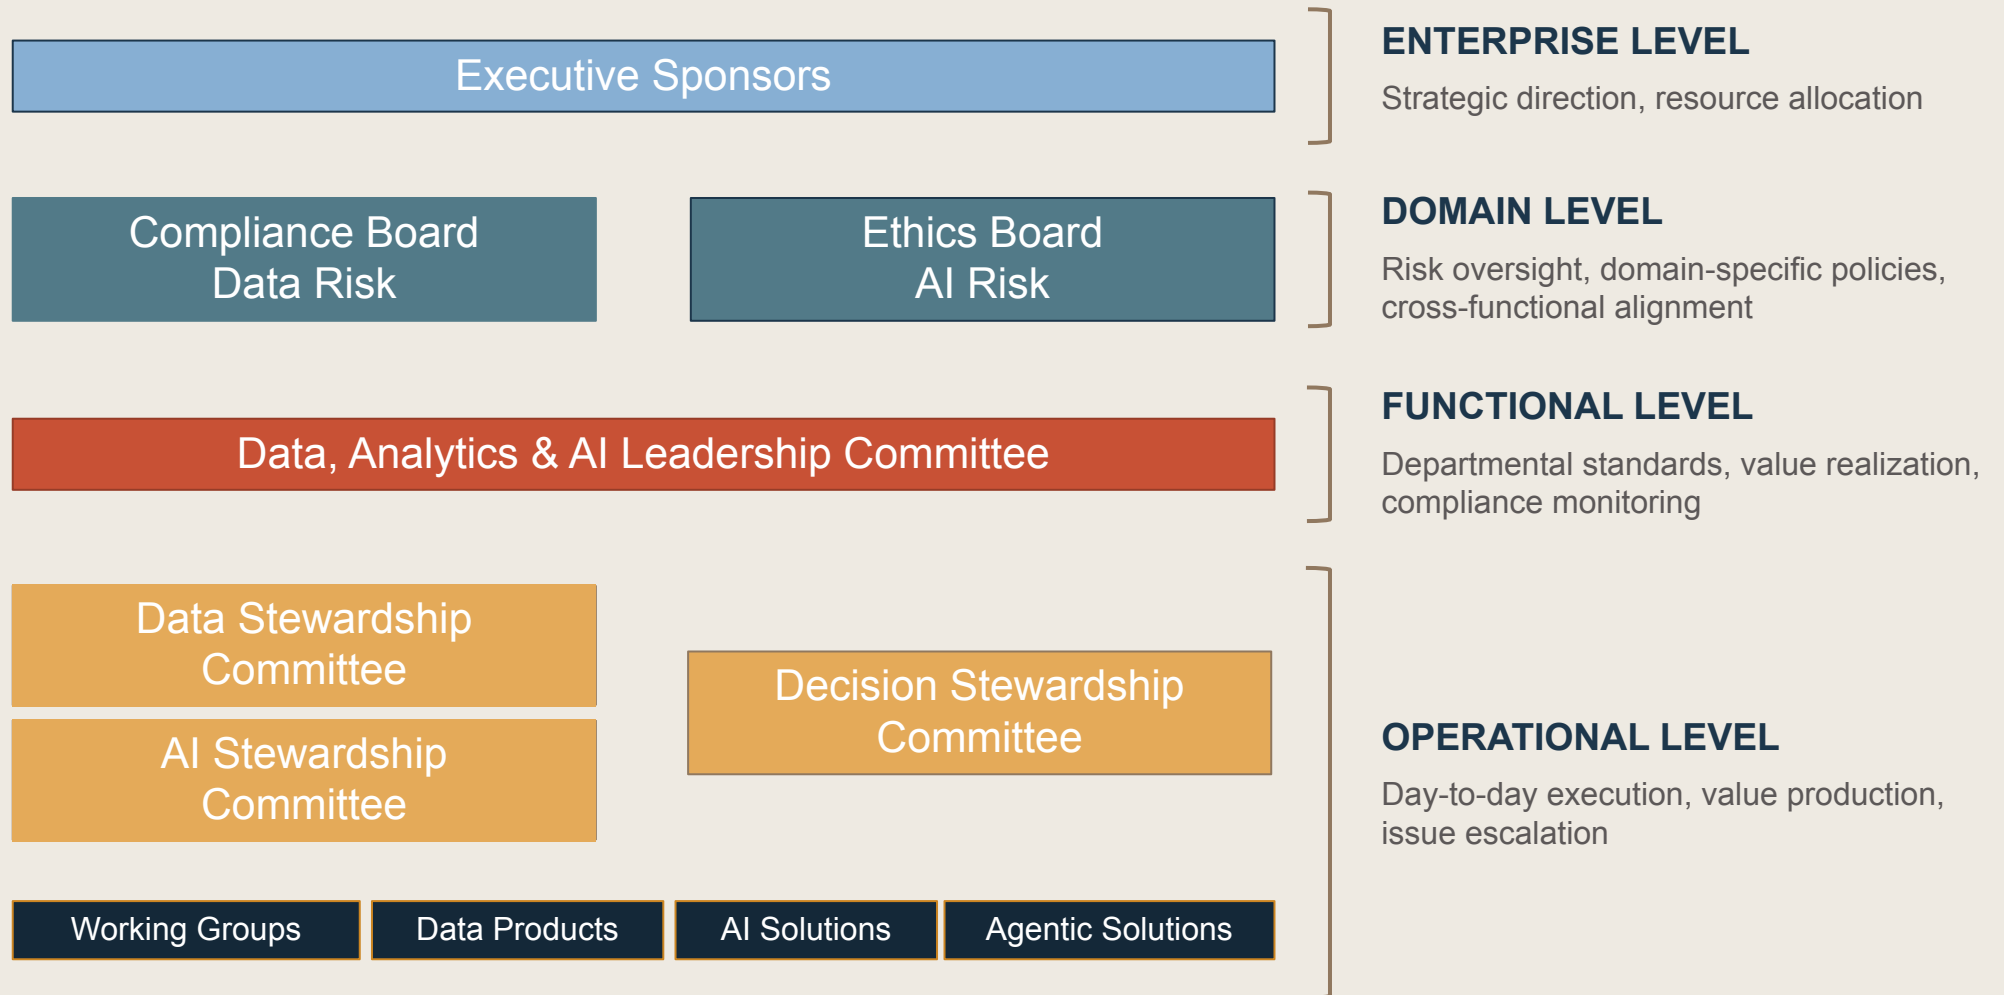 Executive Sponsors
ENTERPRISE LEVEL
Strategic direction, resource allocation
Compliance Board
Data Risk
Ethics Board
AI Risk
DOMAIN LEVEL
Risk oversight, domain-specific policies,
cross-functional alignment
Data, Analytics & AI Leadership Committee
FUNCTIONAL LEVEL
Departmental standards, value realization,
compliance monitoring
Data Stewardship
Committee
AI Stewardship
Committee
Decision Stewardship
Committee
OPERATIONAL LEVEL
Day-to-day execution, value production,
issue escalation
Working Groups
Data Products
AI Solutions
Agentic Solutions